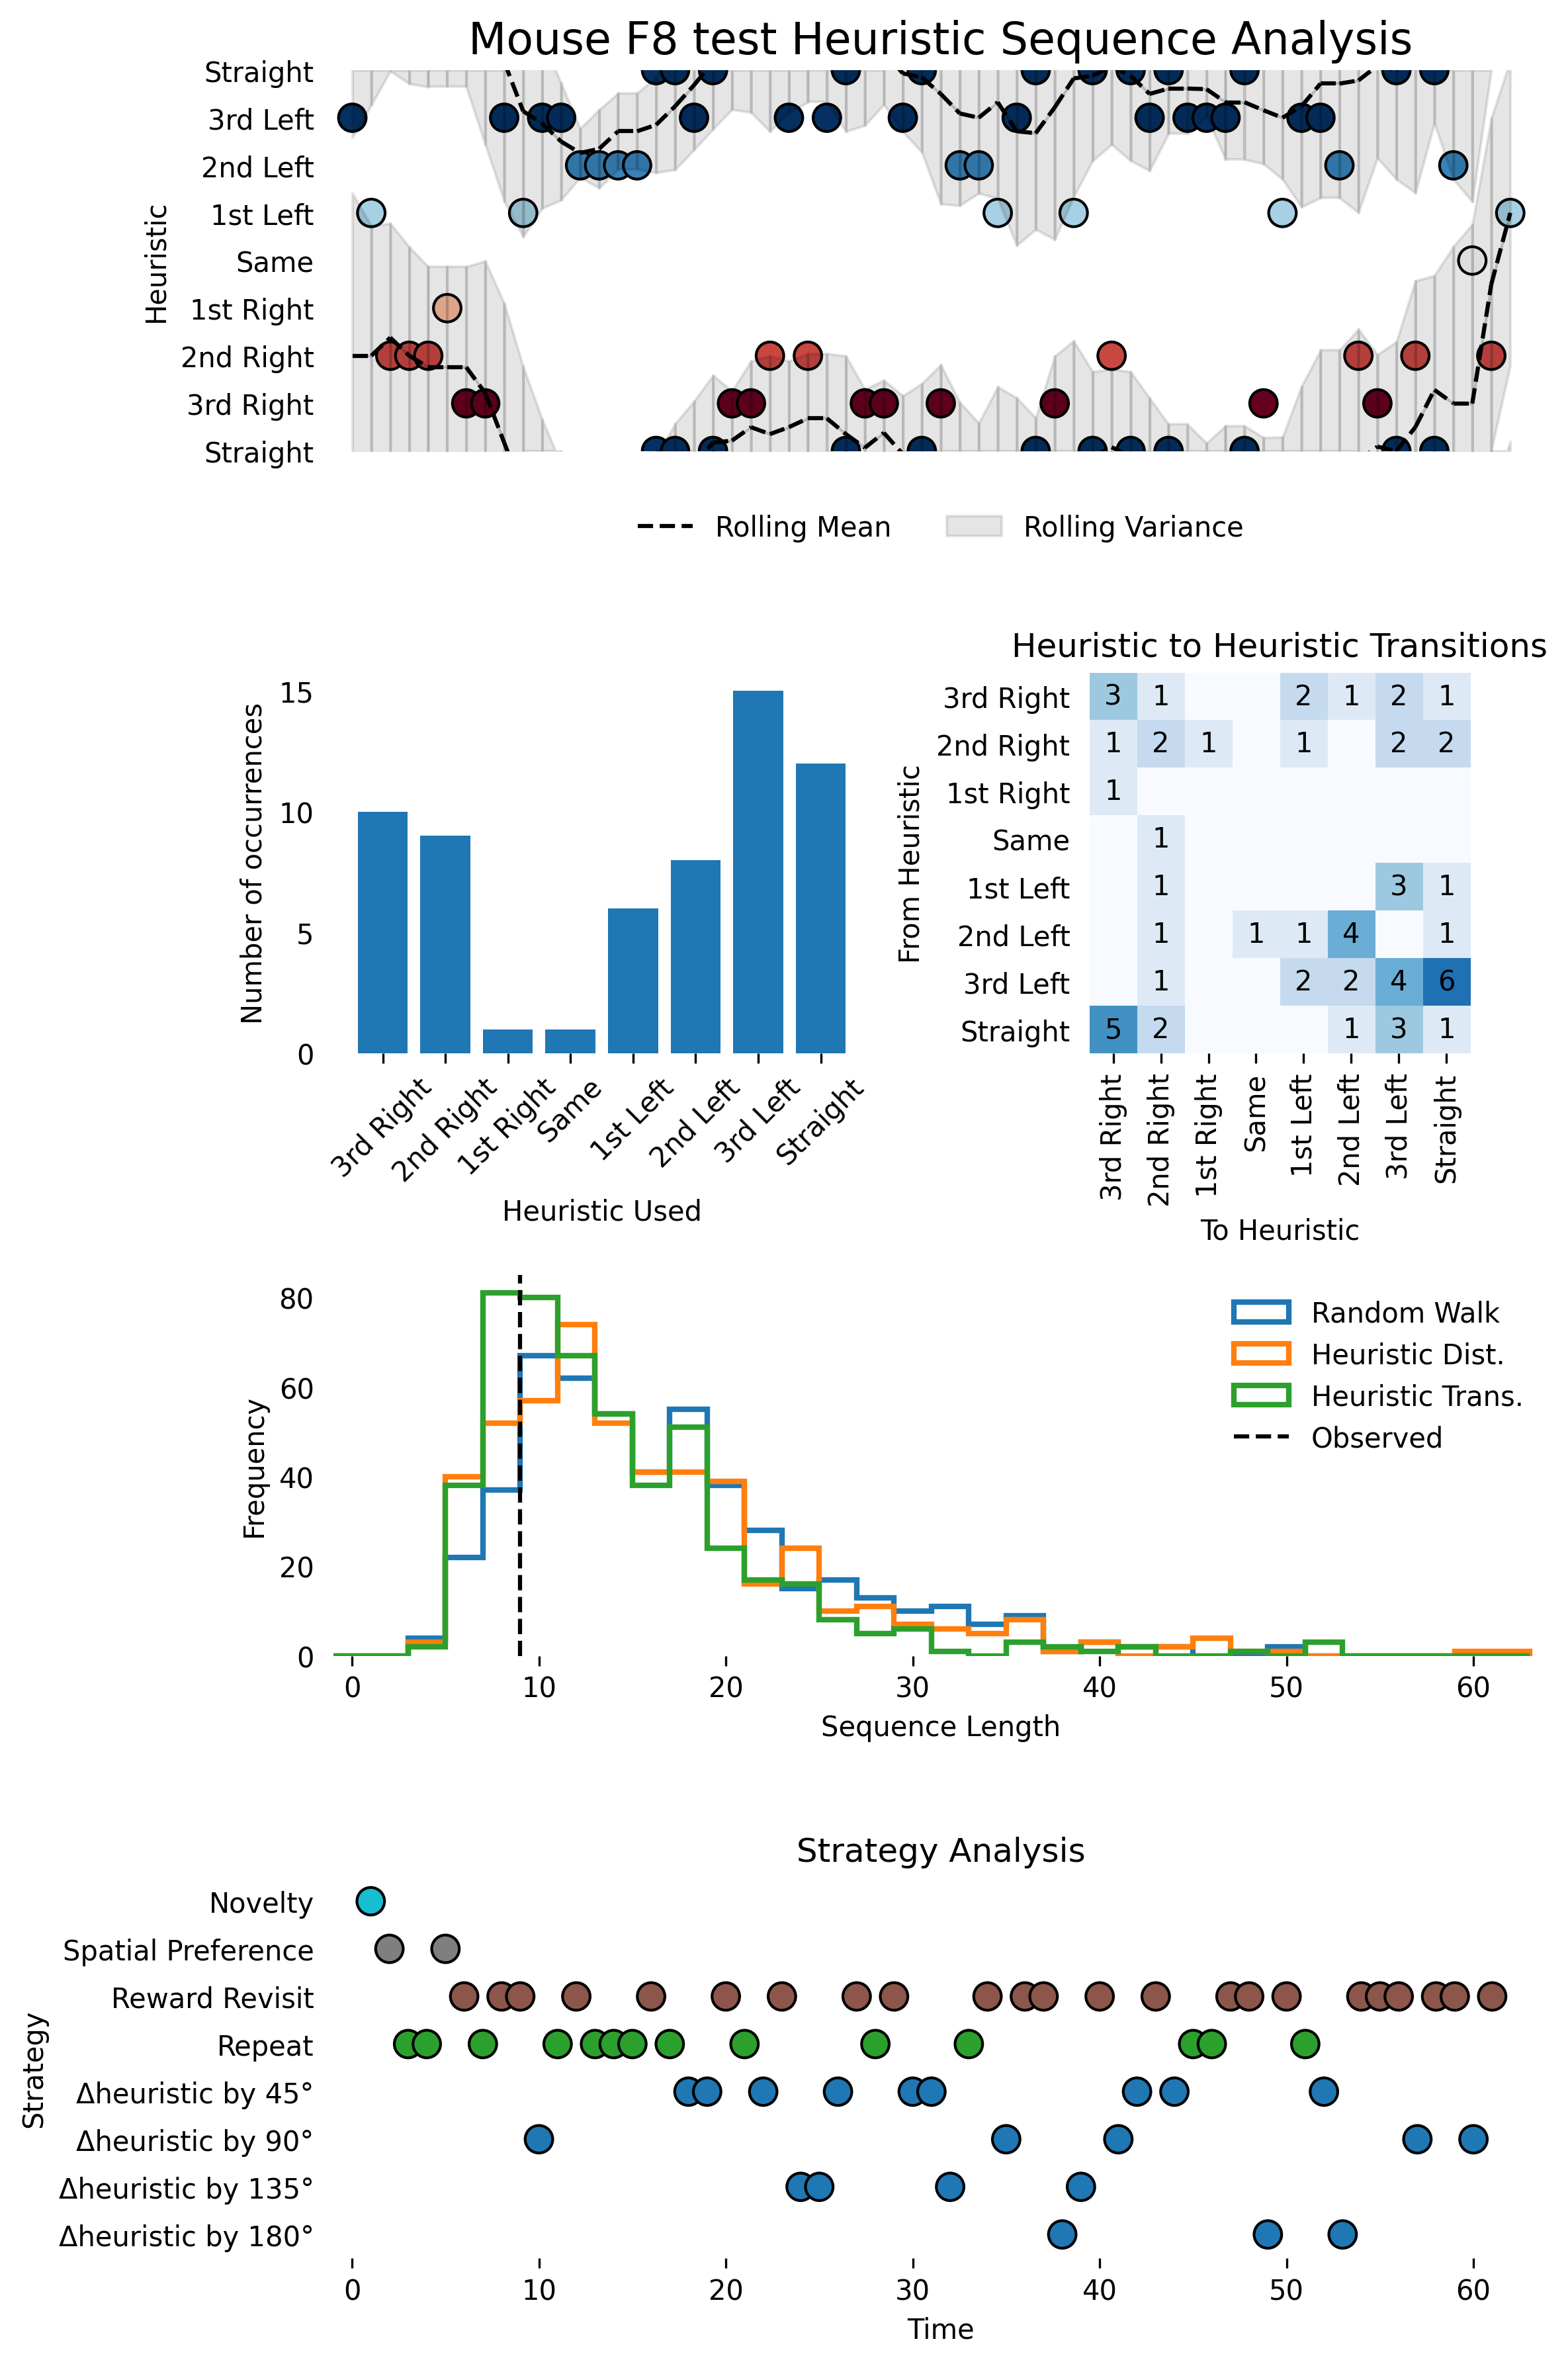 Mouse F8 test Heuristic Sequence Analysis
Straight
3rd Left
2nd Left
1st Left
Same
1st Right
2nd Right
3rd Right
Straight
Heuristic
Rolling Mean
Rolling Variance
15
10
5
0
Number of occurrences
3rd Right
2nd Right
1st Right
Same
1st Left
2nd Left
3rd Left
Straight
Heuristic Used
Heuristic to Heuristic Transitions
From Heuristic
3rd Right 3 1 2 1 2 1
2nd Right 1 2 1 1 2 2
1st Right 1
Same 1
1st Left 1 3 1
2nd Left 1 1 1 4 1
3rd Left 1 2 2 4 6
Straight 5 2 1 3 1
3rd Right
2nd Right
1st Right
Same
1st Left
2nd Left
3rd Left
Straight
To Heuristic
80
60
40
20
0
Frequency
Random Walk
Heuristic Dist.
Heuristic Trans.
Observed
0 10 20 30 40 50 60
Sequence Length
Strategy Analysis
Novelty
Spatial Preference
Reward Revisit
Repeat
Δheuristic by 45°
Δheuristic by 90°
Δheuristic by 135°
Δheuristic by 180°
Strategy
0 10 20 30 40 50 60
Time